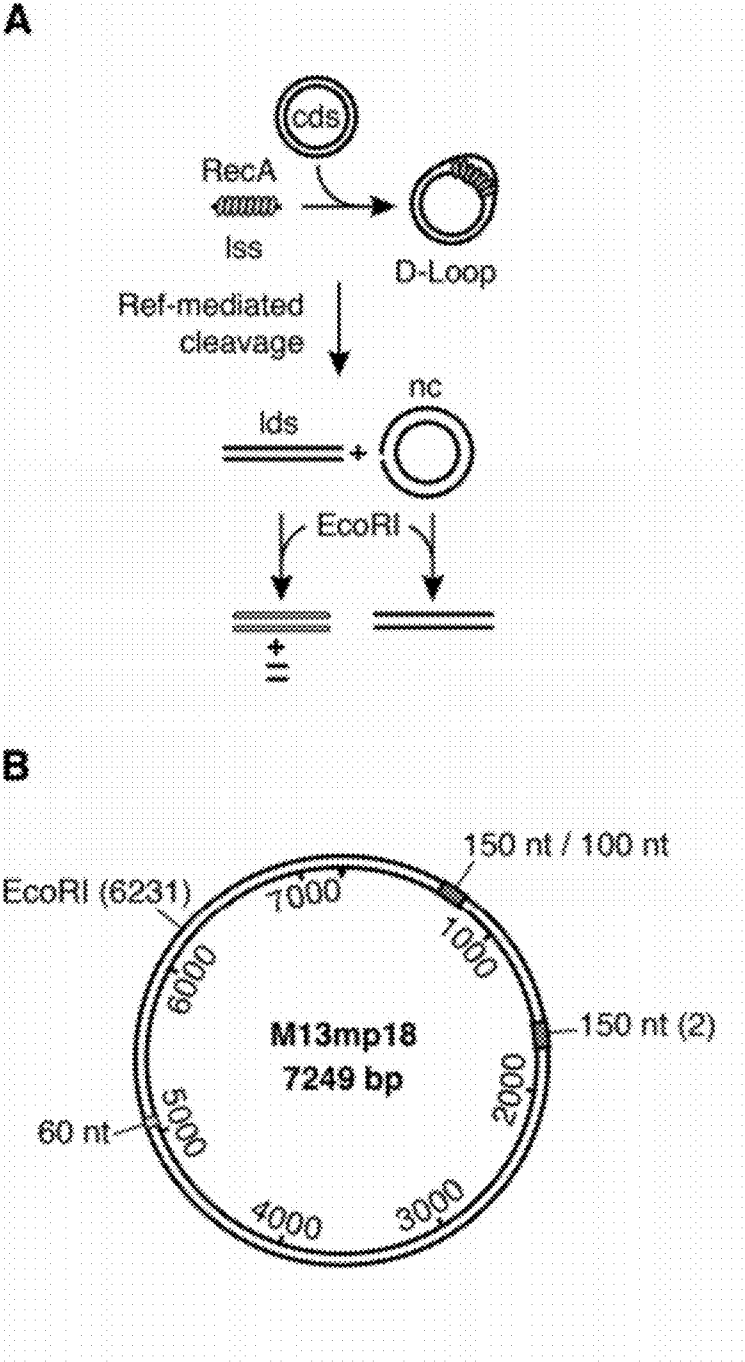 A
cds
RecA
lss
D-Loop
Ref-mediated
cleavage
nc
lds
+
EcoRI
+
B
150 nt / 100 nt
EcoRI (6231)
7000
1000
6000
150 nt (2)
M13mp18
7249 bp
2000
5000
60 nt
3000
4000